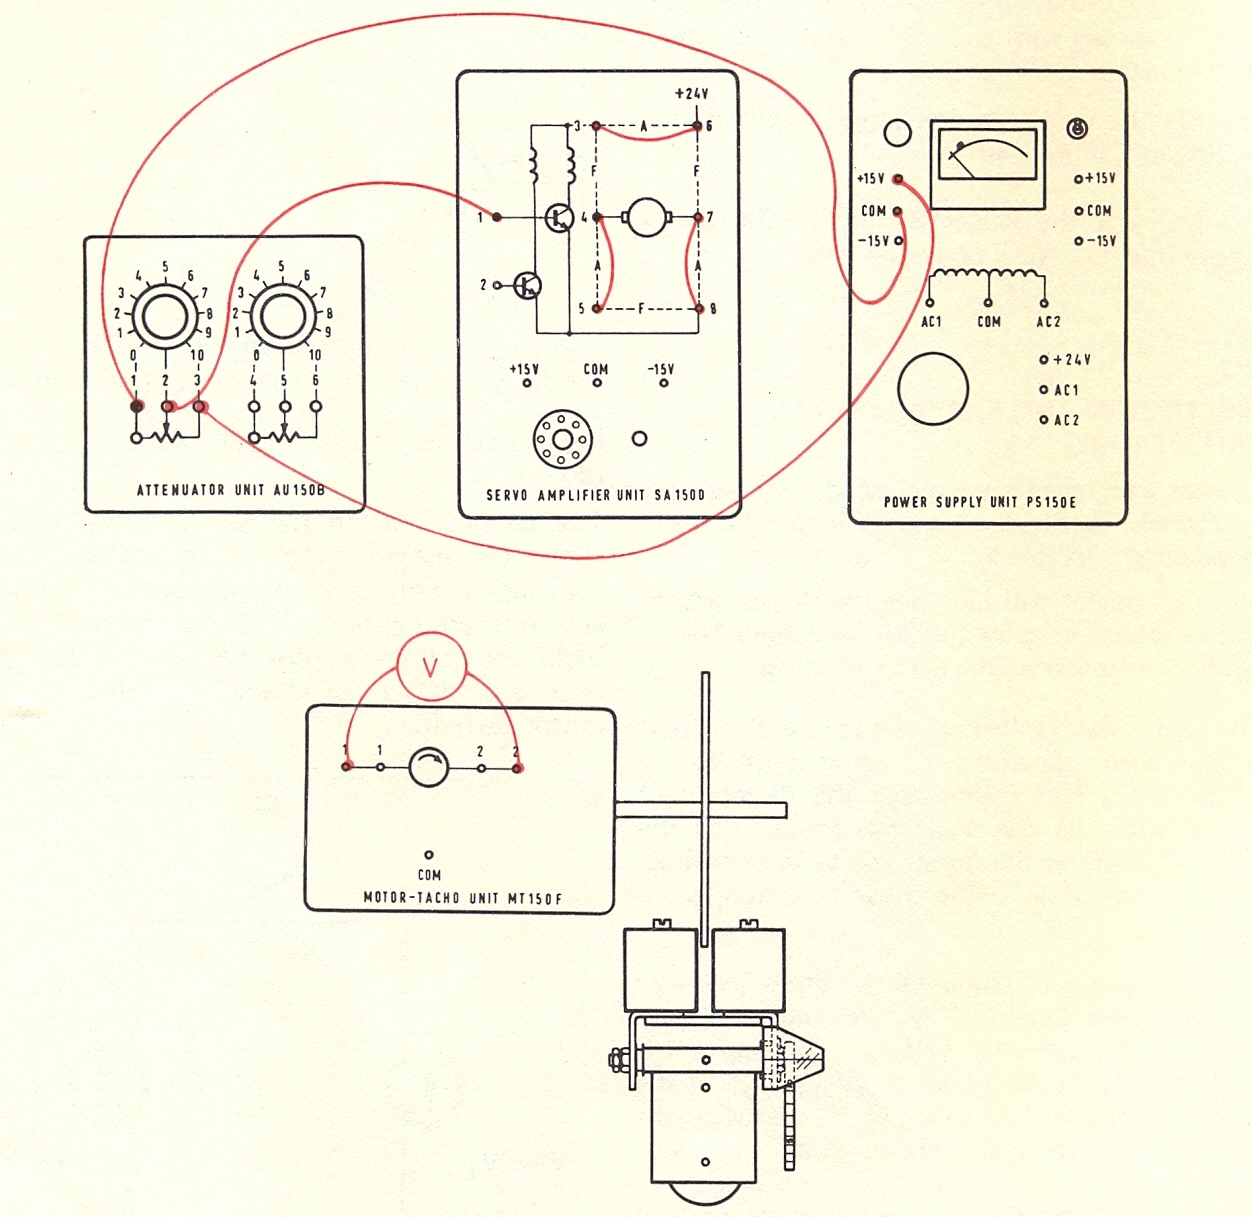 +24V
3 A 6
F F
1 4 7
A A
2
5 F 8
+15V COM -15V
SERVO AMPLIFIER UNIT SA150D
5
4 6
3 7
2 8
1 9
0 10
1 2 3
5
4 6
3 7
2 8
1 9
0 10
4 5 6
ATTENUATOR UNIT AU150B
+15V +15V
COM COM
-15V -15V
AC1 COM AC2
+24V
AC1
AC2
POWER SUPPLY UNIT PS150E
V
1 1 2 2
COM
MOTOR-TACHO UNIT MT150F